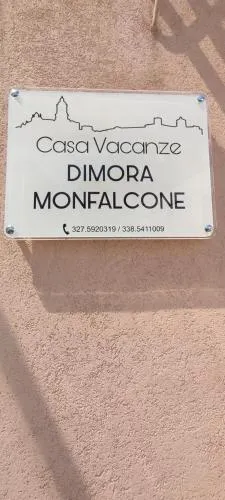 Casa Vacanze
DIMORA
MONFALCONE
327.5920319 / 338.5411009